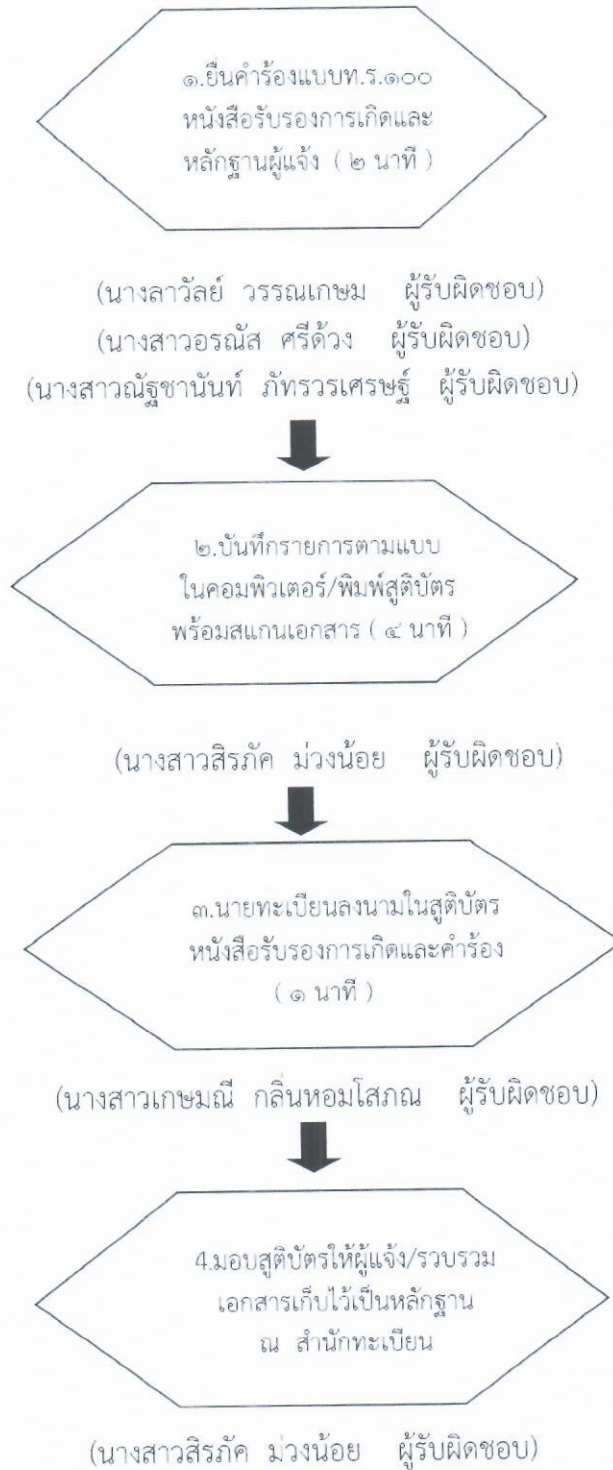 ๑.ยื่นคำร้องแบบท.ร.๑๐๐
หนังสือรับรองการเกิดและ
หลักฐานผู้แจ้ง ( ๒ นาที )
(นางลาวัลย์ วรรณเกษม ผู้รับผิดชอบ)
(นางสาวอรณัส ศรีด้วง ผู้รับผิดชอบ)
(นางสาวณัฐชานันท์ ภัทรวรเศรษฐ์ ผู้รับผิดชอบ)
๒.บันทึกรายการตามแบบ
ในคอมพิวเตอร์/พิมพ์สูติบัตร
พร้อมสแกนเอกสาร ( ๔ นาที )
(นางสาวสิรภัค ม่วงน้อย ผู้รับผิดชอบ)
๓.นายทะเบียนลงนามในสูติบัตร
หนังสือรับรองการเกิดและคำร้อง
( ๑ นาที )
(นางสาวเกษมณี กลิ่นหอมโสภณ ผู้รับผิดชอบ)
4.มอบสูติบัตรให้ผู้แจ้ง/รวบรวม
เอกสารเก็บไว้เป็นหลักฐาน
ณ สำนักทะเบียน
(นางสาวสิรภัค ม่วงน้อย ผู้รับผิดชอบ)